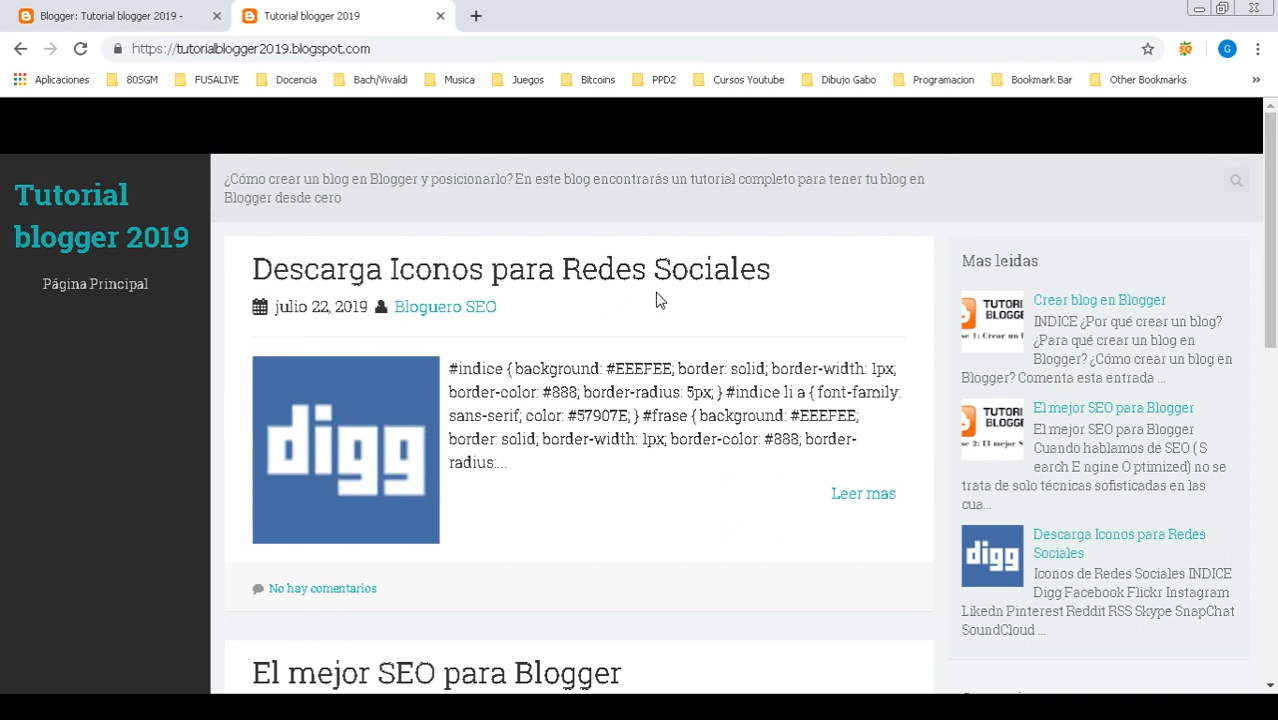 Blogger: Tutorial blogger 2019 -
Tutorial blogger 2019
https://tutorialblogger2019.blogspot.com
G
Aplicaciones
80SGM
FUSALIVE
Docencia
Bach/Vivaldi
Musica
Juegos
Bitcoins
PPD2
Cursos Youtube
Dibujo Gabo
Programacion
Bookmark Bar
Other Bookmarks
»
Tutorial
blogger 2019
Página Principal
¿Cómo crear un blog en Blogger y posicionarlo? En este blog encontrarás un tutorial completo para tener tu blog en
Blogger desde cero
Descarga Iconos para Redes Sociales
julio 22, 2019 Bloguero SEO
digg
#indice { background: #EEEFEE; border: solid; border-width: 1px;
border-color: #888; border-radius: 5px; } #indice li a { font-family:
sans-serif; color: #57907E; } #frase { background: #EEEFEE;
border: solid; border-width: 1px; border-color: #888; border-
radius:...
Leer mas
No hay comentarios
El mejor SEO para Blogger
Mas leidas
TUTORI
BLOGGE
Crear blog en Blogger
INDICE ¿Por qué crear un blog?
¿Para qué crear un blog en
Blogger? ¿Cómo crear un blog en
Blogger? Comenta esta entrada ...
TUTORI
BLOGGE
El mejor SEO para Blogger
El mejor SEO para Blogger
Cuando hablamos de SEO ( S
earch E ngine O ptimized) no se
trata de solo técnicas sofisticadas en las
cua...
digg
Descarga Iconos para Redes
Sociales
Iconos de Redes Sociales INDICE
Digg Facebook Flickr Instagram
Likedn Pinterest Reddit RSS Skype SnapChat
SoundCloud ...